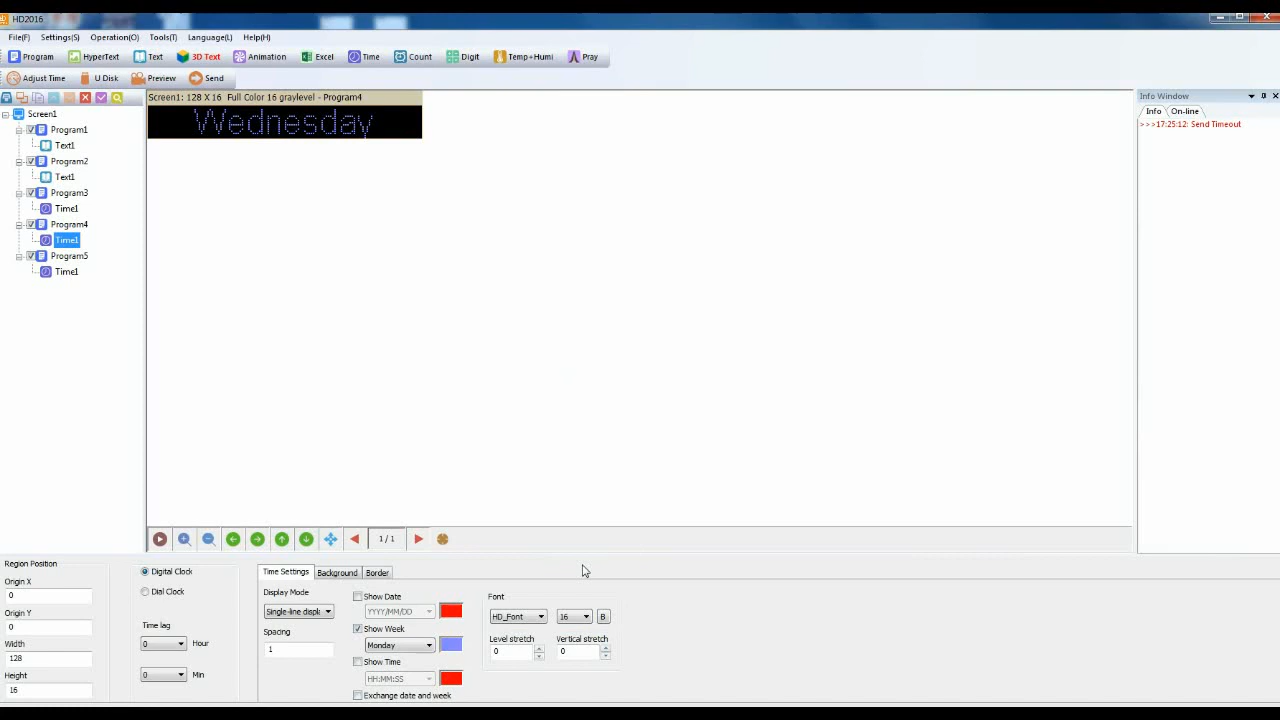 HD2016
File(F) Settings(S) Operation(O) Tools(T) Language(L) Help(H)
Program HyperText Text 3D Text Animation Excel Time Count Digit Temp+Humi Pray
Adjust Time U Disk Preview Send
Screen1
Program1
Text1
Program2
Text1
Program3
Time1
Program4
Time1
Program5
Time1
Screen1: 128 X 16 Full Color 16 graylevel - Program4
Wednesday
Info Window
Info On-line
>>>17:25:12: Send Timeout
1 / 1
Region Position
Origin X
0
Origin Y
0
Width
128
Height
16
Digital Clock
Dial Clock
Time lag
0 Hour
0 Min
Time Settings Background Border
Display Mode
Single-line displ
Spacing
1
Show Date
YYYY/MM/DD
Show Week
Monday
Show Time
HH:MM:SS
Exchange date and week
Font
HD_Font 16 B
Level stretch Vertical stretch
0 0